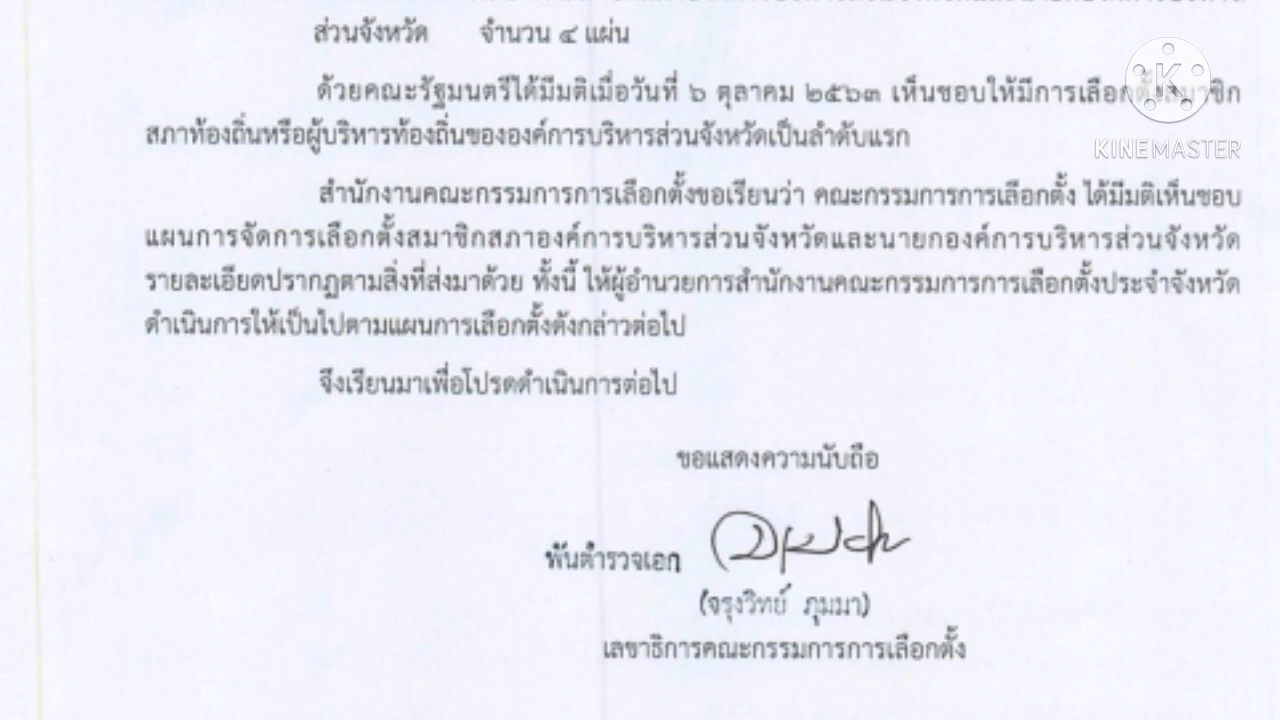 ส่วนจังหวัด จำนวน ๔ แผ่น
ด้วยคณะรัฐมนตรีได้มีมติเมื่อวันที่ ๖ ตุลาคม ๒๕๖๓ เห็นชอบให้มีการเลือกตั้งสมาชิก
สภาท้องถิ่นหรือผู้บริหารท้องถิ่นขององค์การบริหารส่วนจังหวัดเป็นลำดับแรก
สำนักงานคณะกรรมการการเลือกตั้งขอเรียนว่า คณะกรรมการการเลือกตั้ง ได้มีมติเห็นชอบ
แผนการจัดการเลือกตั้งสมาชิกสภาองค์การบริหารส่วนจังหวัดและนายกองค์การบริหารส่วนจังหวัด
รายละเอียดปรากฏตามสิ่งที่ส่งมาด้วย ทั้งนี้ ให้ผู้อำนวยการสำนักงานคณะกรรมการการเลือกตั้งประจำจังหวัด
ดำเนินการให้เป็นไปตามแผนการเลือกตั้งดังกล่าวต่อไป
จึงเรียนมาเพื่อโปรดดำเนินการต่อไป
ขอแสดงความนับถือ
พันตำรวจเอก
(จรุงวิทย์ ภุมมา)
เลขาธิการคณะกรรมการการเลือกตั้ง
K
KINEMASTER